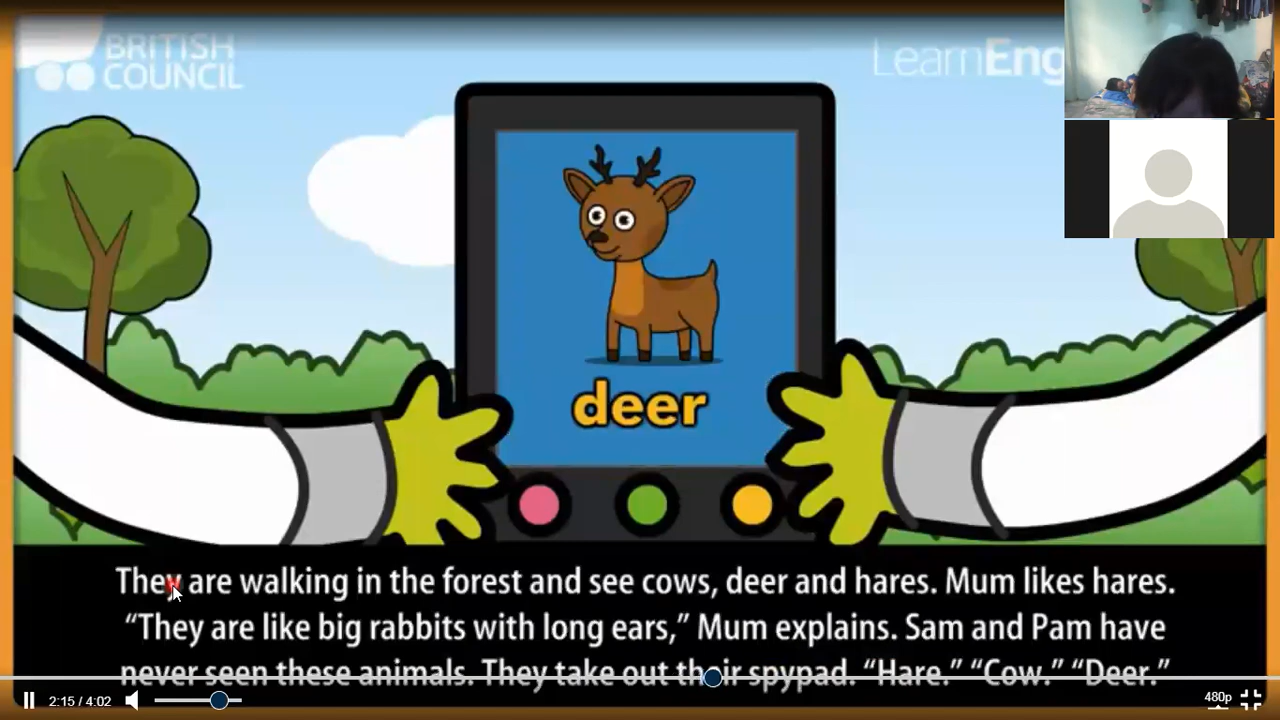 BRITISH
COUNCIL
LearnEng
deer
They are walking in the forest and see cows, deer and hares. Mum likes hares.
“They are like big rabbits with long ears,” Mum explains. Sam and Pam have
never seen these animals. They take out their spypad. “Hare.” “Cow.” “Deer.”
2:15 / 4:02
480p